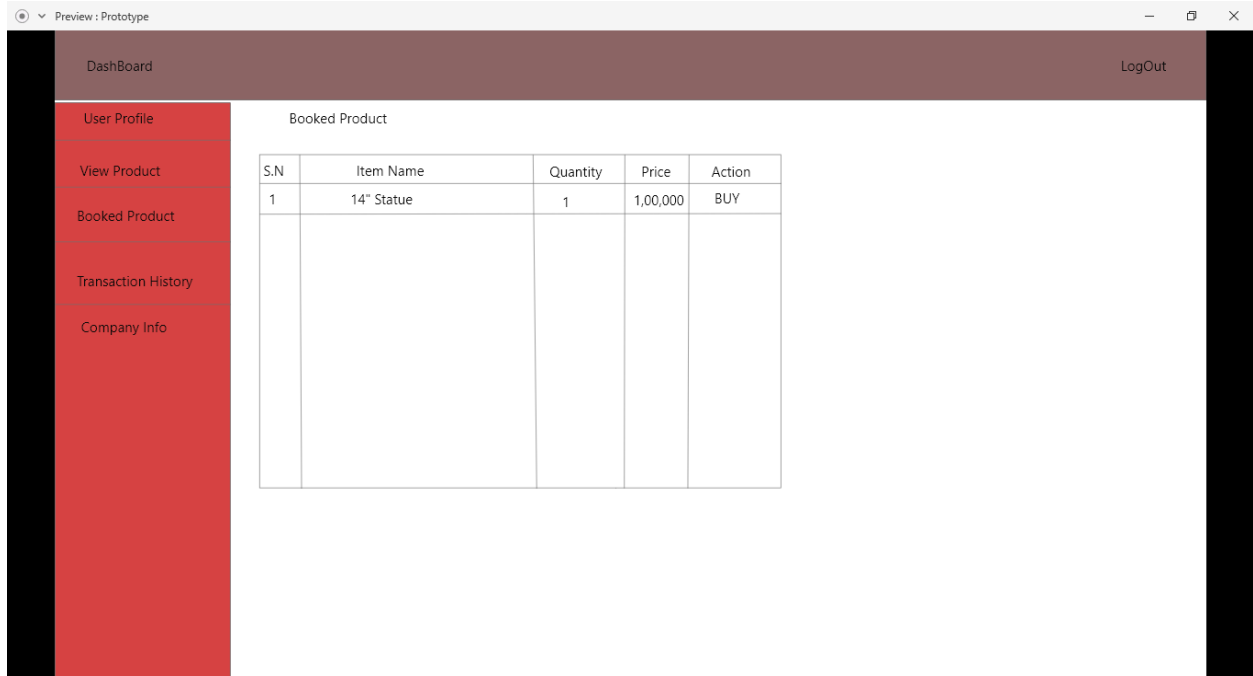 Preview : Prototype
DashBoard LogOut
User Profile
View Product
Booked Product
Transaction History
Company Info
Booked Product
S.N Item Name Quantity Price Action
1 14" Statue 1 1,00,000 BUY